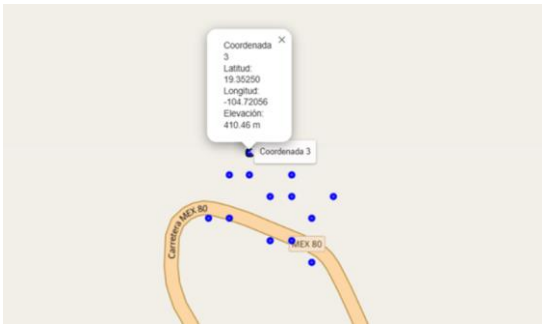 Coordenada
3
Latitud:
19.35250
Longitud:
-104.72056
Elevación:
410.46 m
Coordenada 3
Carretera MEX 80
MEX 80